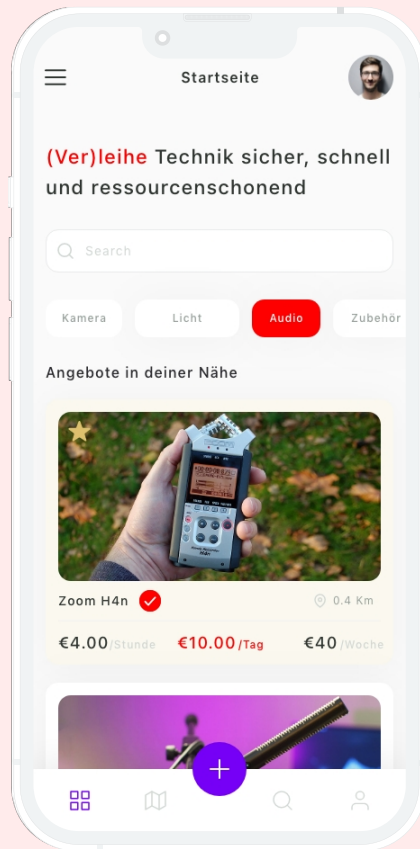 Startseite
(Ver)leihe Technik sicher, schnell
und ressourcenschonend
Search
Kamera Licht Audio Zubehör
Angebote in deiner Nähe
Zoom H4n 0.4 Km
€4.00/Stunde €10.00/Tag €40/Woche